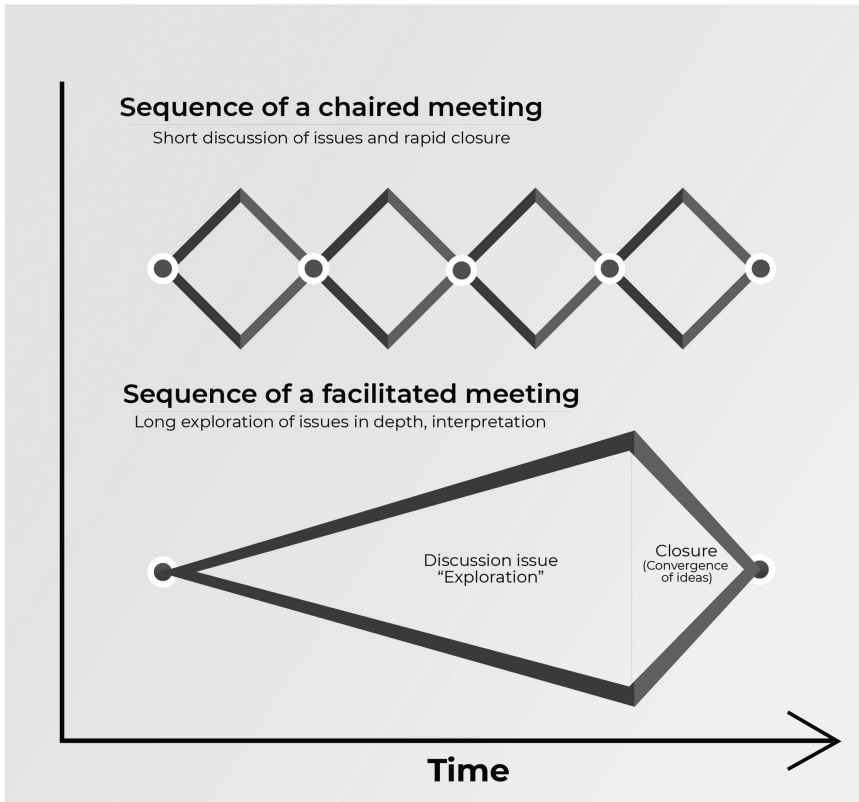 Sequence of a chaired meeting
Short discussion of issues and rapid closure
Sequence of a facilitated meeting
Long exploration of issues in depth, interpretation
Discussion issue
“Exploration”
Closure
(Convergence
of ideas)
Time